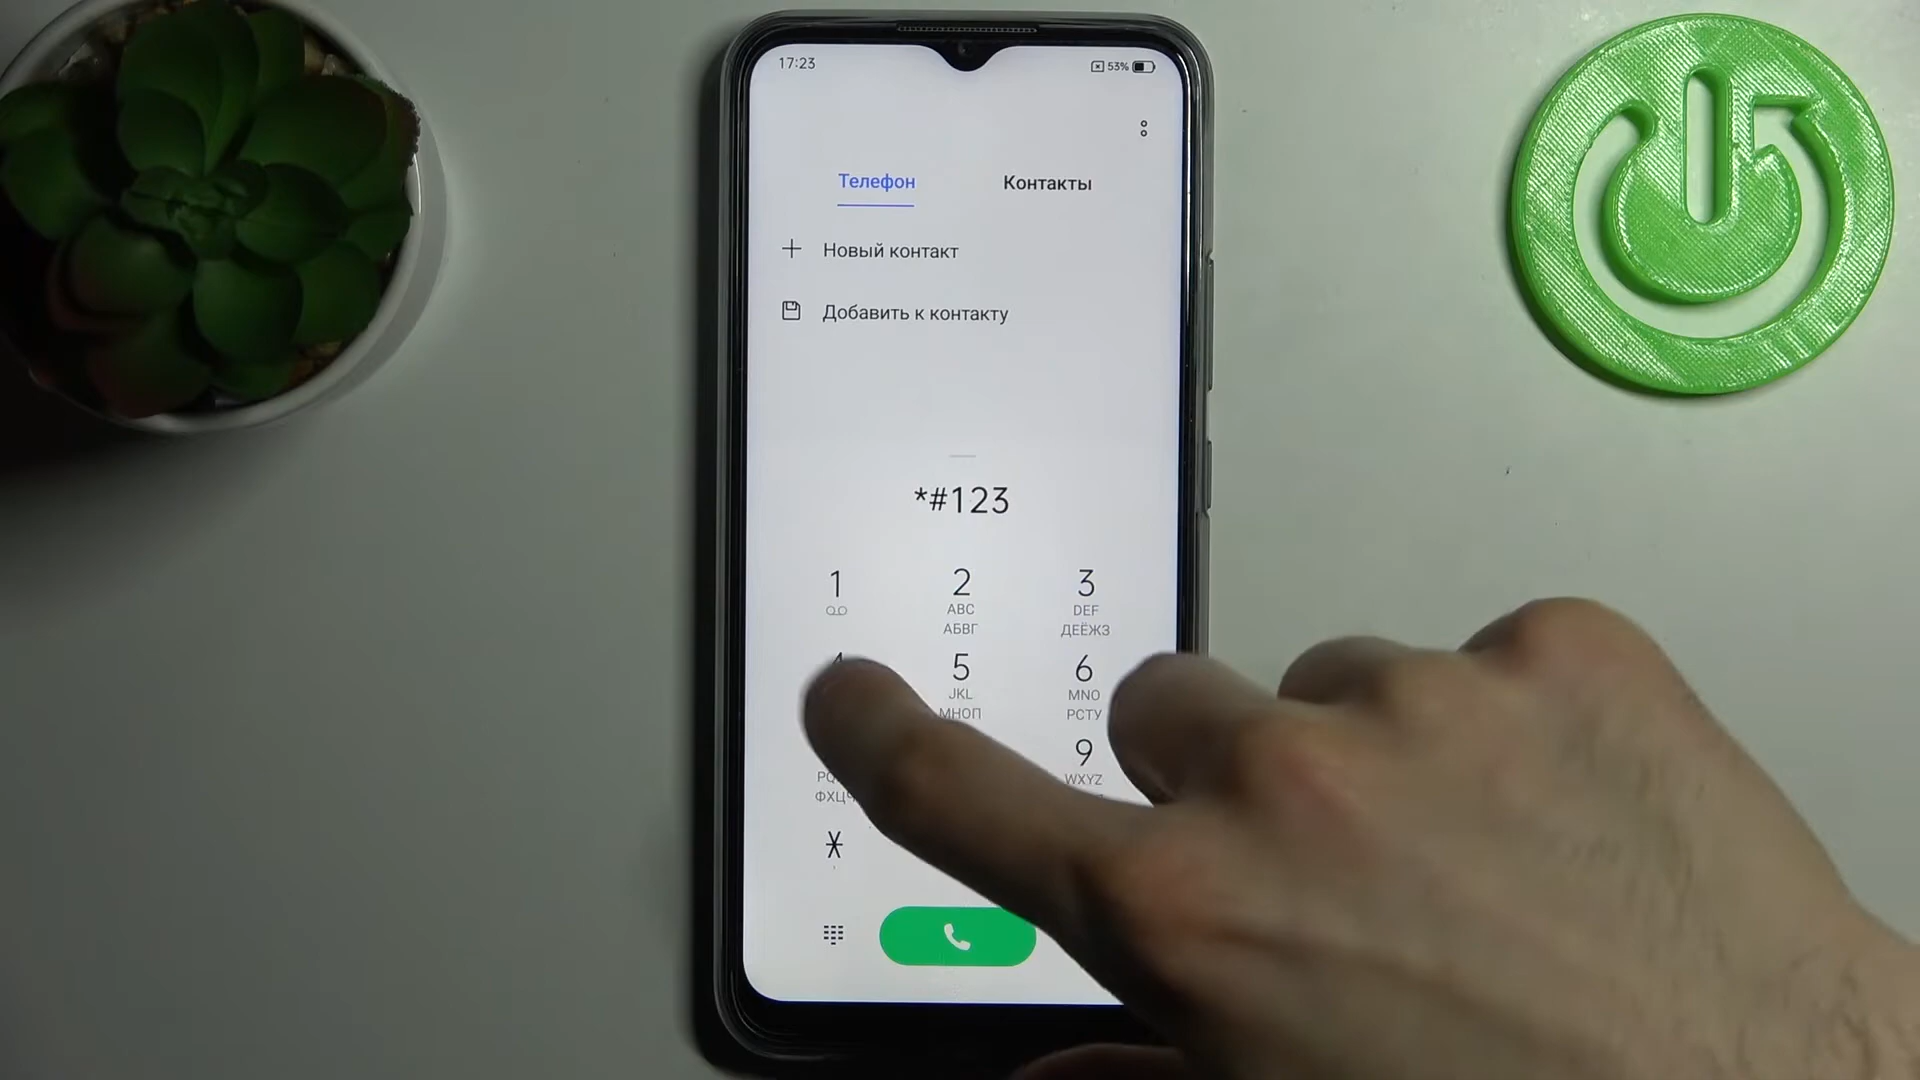 17:23
53%
Телефон
Контакты
Новый контакт
Добавить к контакту
*#123
1
2
3
ABC
DEF
АБВГ
ДЕЁЖЗ
5
6
JKL
MNO
МНОП
РСТУ
9
WXYZ
*